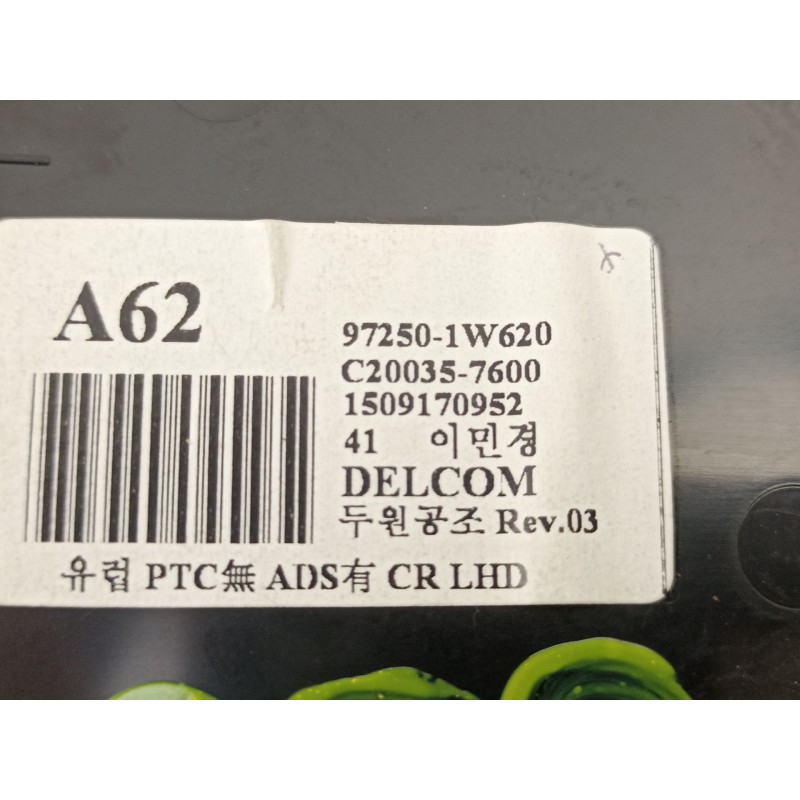 A62
97250-1W620
C20035-7600
1509170952
41 이민경
DELCOM
두원공조 Rev.03
유럽 PTC無 ADS有 CR LHD